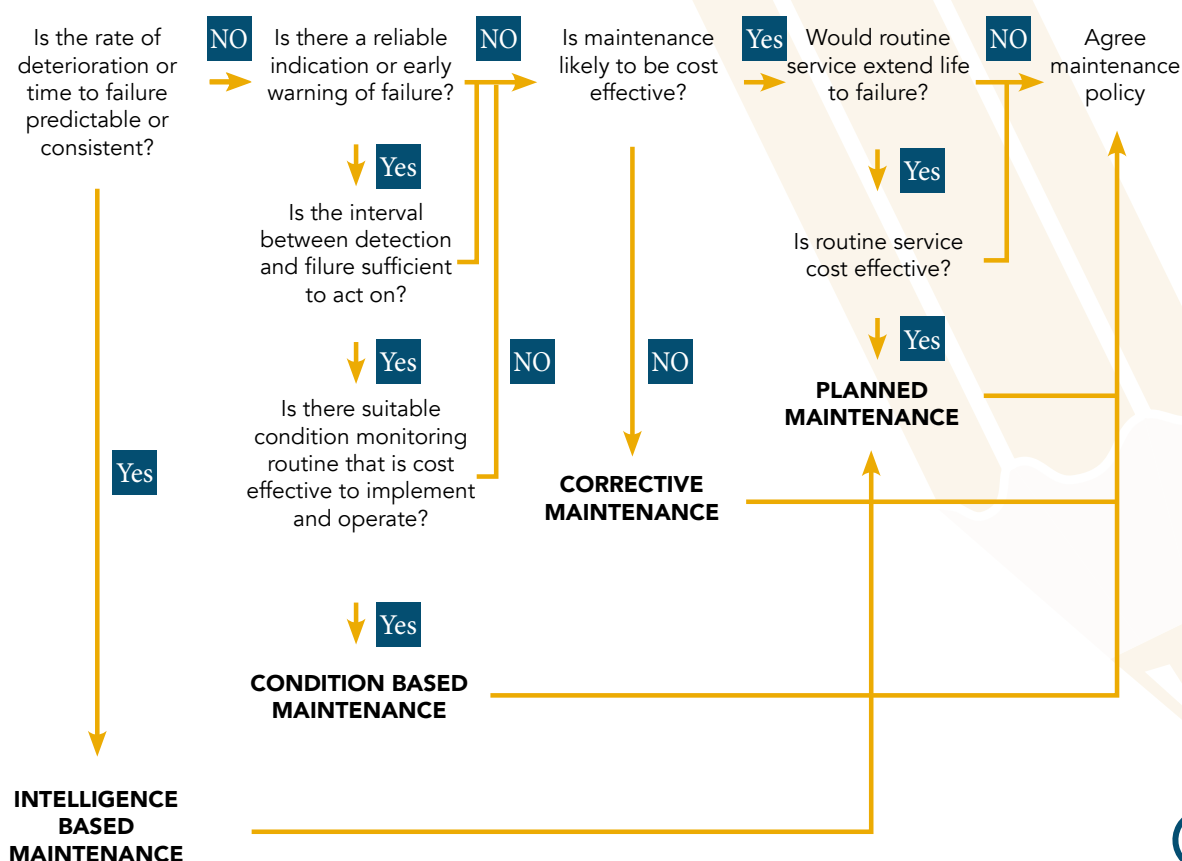 Is the rate of
deterioration or
time to failure
predictable or
consistent?
NO
Is there a reliable
indication or early
warning of failure?
NO
Is maintenance
likely to be cost
effective?
Yes
Would routine
service extend life
to failure?
NO
Agree
maintenance
policy
Yes
Is the interval
between detection
and filure sufficient
to act on?
Yes
Is routine service
cost effective?
Yes
Is there suitable
condition monitoring
routine that is cost
effective to implement
and operate?
NO
NO
Yes
PLANNED
MAINTENANCE
Yes
CORRECTIVE
MAINTENANCE
Yes
CONDITION BASED
MAINTENANCE
INTELLIGENCE
BASED
MAINTENANCE